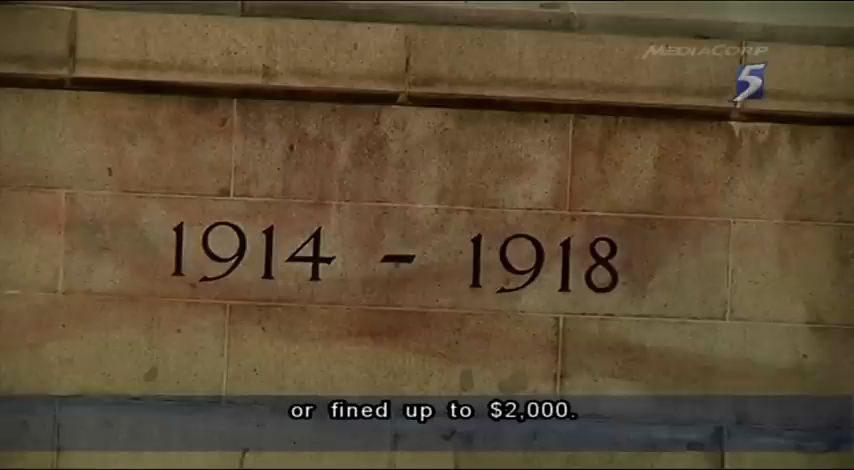 MEDIACORP
5
1914 - 1918
or fined up to $2,000.